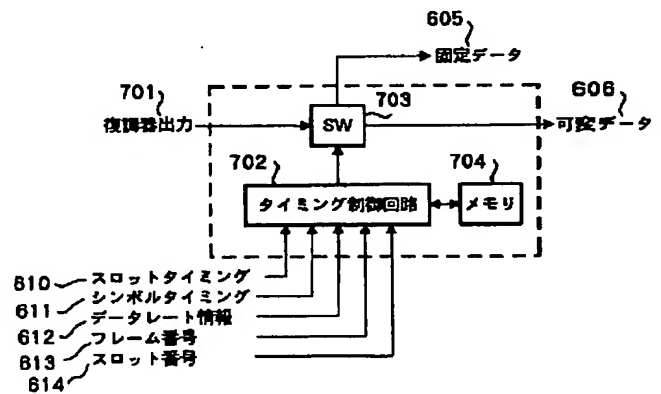 605
固定データ
701
復調器出力
703
SW
606
可変データ
702
704
タイミング制御回路
メモリ
610 スロットタイミング
611 シンボルタイミング
612 データレート情報
613 フレーム番号
614 スロット番号